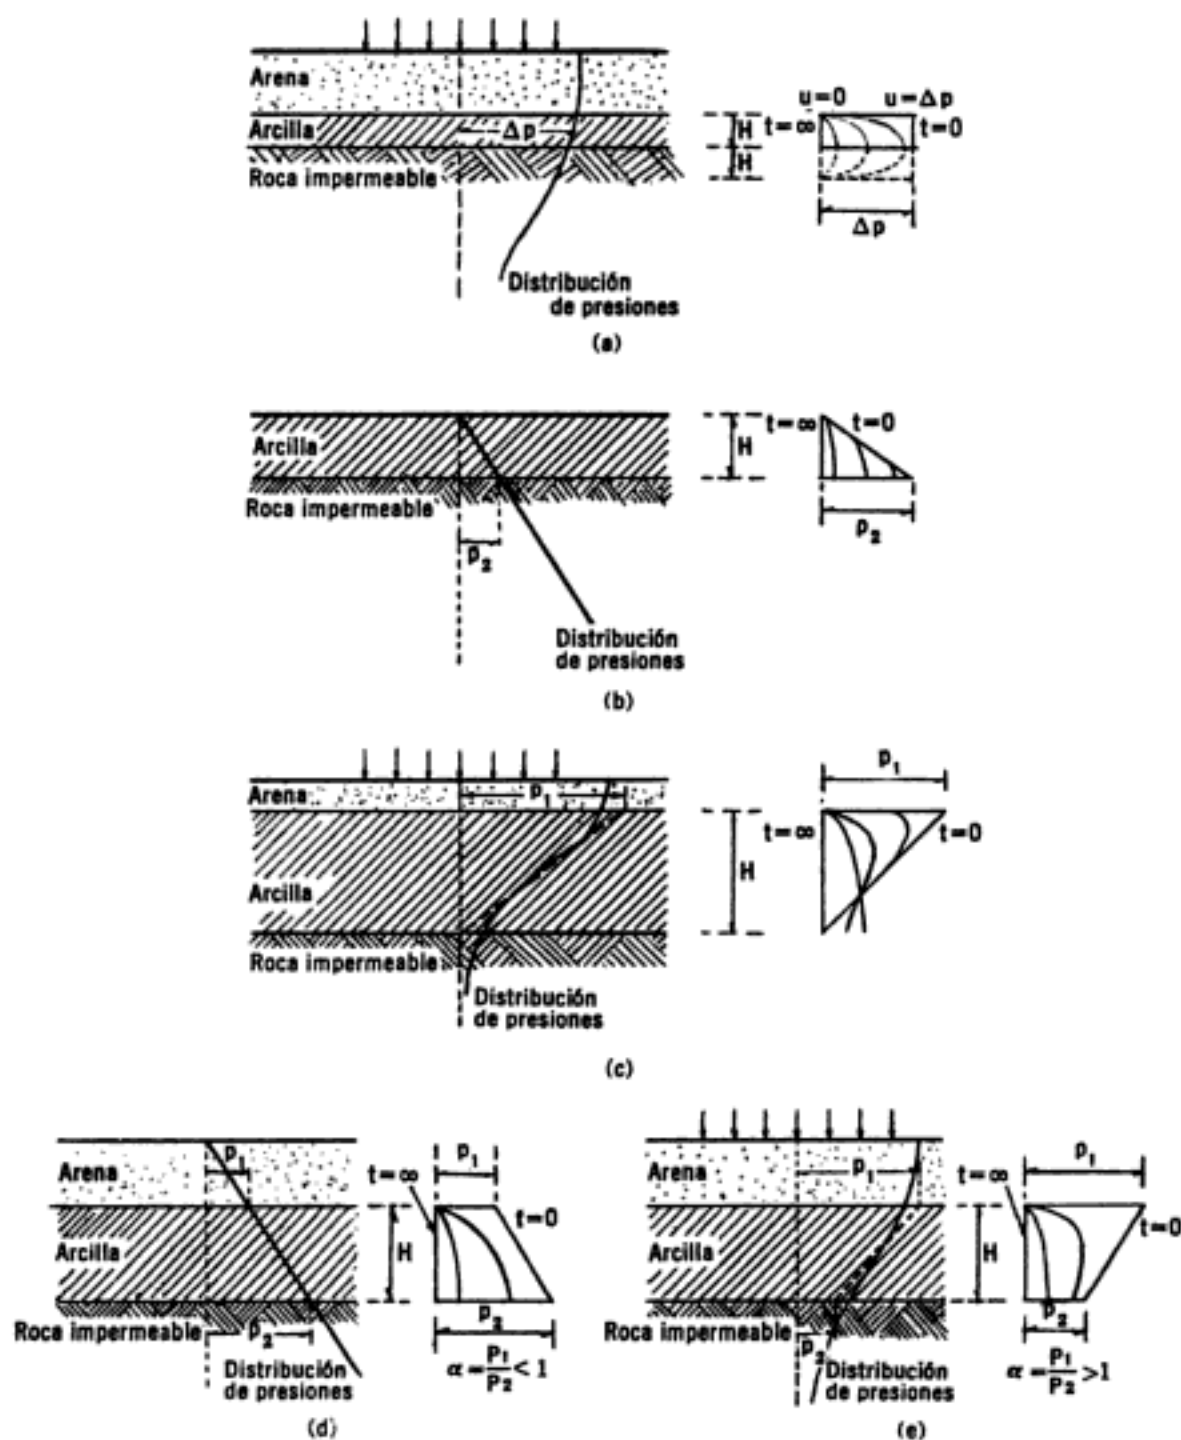 Arena
Arcilla
Δp
Roca impermeable
Distribución
de presiones
u=0 u=Δp
t=∞ H t=0
H
Δp
(a)
Arcilla
Roca impermeable
p₂
Distribución
de presiones
H
t=∞ t=0
p₂
(b)
Arena
p₁
Arcilla
Roca impermeable
Distribución
de presiones
H
p₁
t=∞ t=0
(c)
Arena
p₁
Arcilla
Roca impermeable
p₂
Distribución
de presiones
p₁
t=∞
t=0
H
p₂
α=P₁/P₂<1
(d)
Arena
p₁
Arcilla
Roca impermeable
p₂
Distribución
de presiones
p₁
t=∞
t=0
H
p₂
α=P₁/P₂>1
(e)